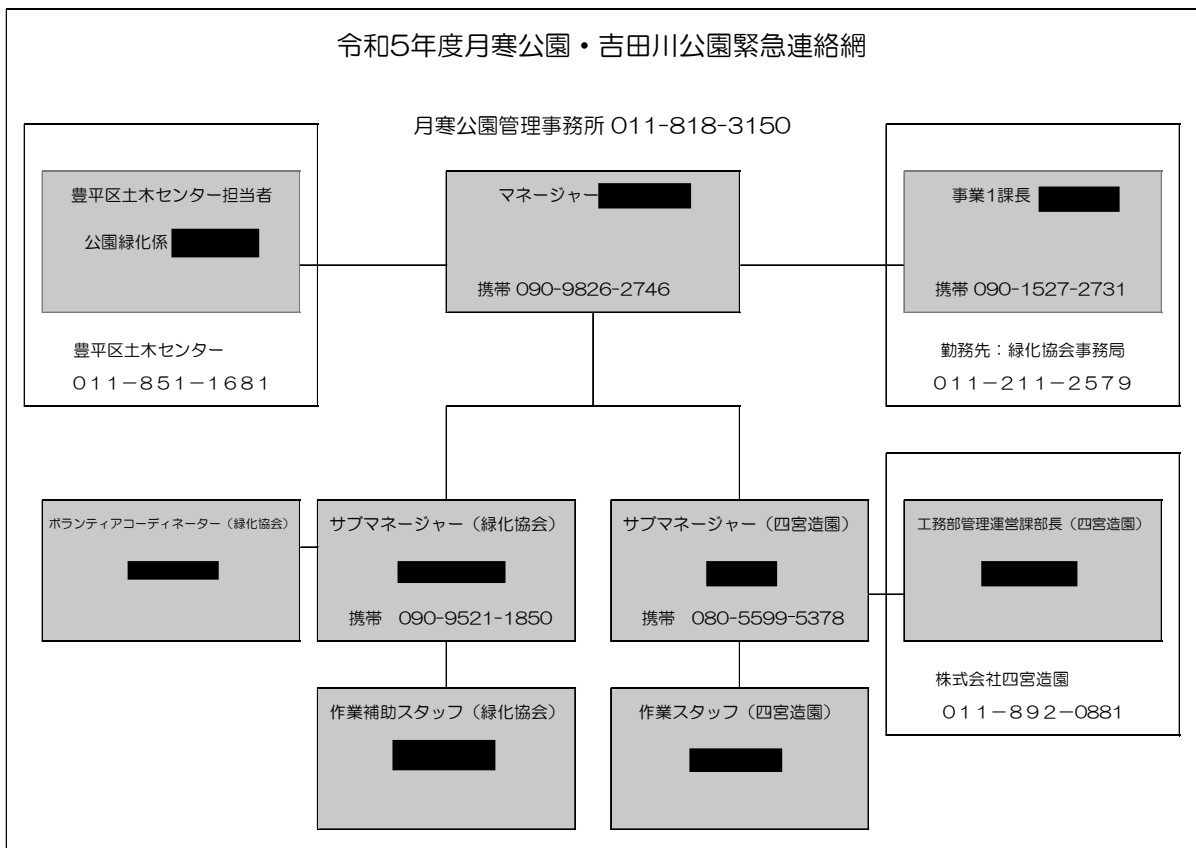 令和5年度月寒公園・吉田川公園緊急連絡網
月寒公園管理事務所 011-818-3150
豊平区土木センター担当者
公園緑化係
豊平区土木センター
011－851－1681
マネージャー
携帯 090-9826-2746
事業1課長
携帯 090-1527-2731
勤務先：緑化協会事務局
011－211－2579
ボランティアコーディネーター（緑化協会）
サブマネージャー（緑化協会）
携帯　090-9521-1850
サブマネージャー（四宮造園）
携帯　080-5599-5378
工務部管理運営課部長（四宮造園）
株式会社四宮造園
011－892－0881
作業補助スタッフ（緑化協会）
作業スタッフ（四宮造園）